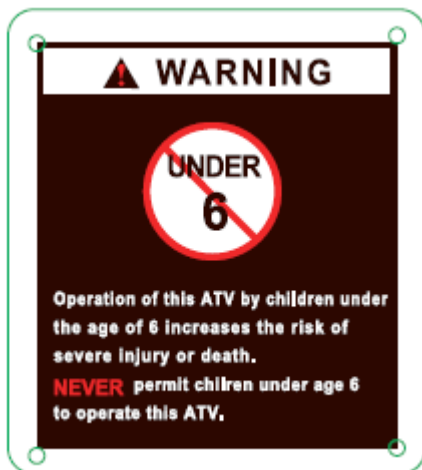 WARNING
UNDER
6
Operation of this ATV by children under
the age of 6 increases the risk of
severe injury or death.
NEVER permit chilren under age 6
to operate this ATV.